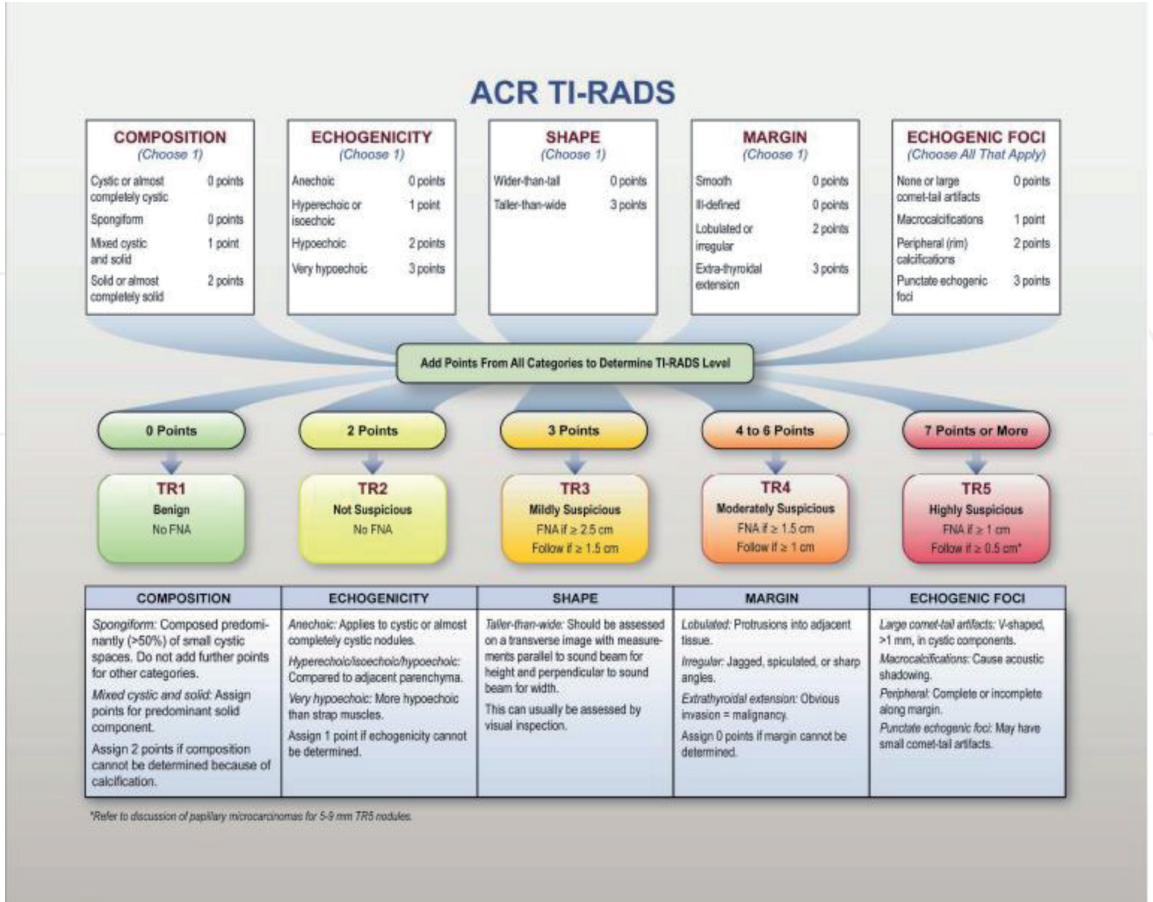 ACR TI-RADS
COMPOSITION
(Choose 1)
Cystic or almost completely cystic 0 points
Spongiform 0 points
Mixed cystic and solid 1 point
Solid or almost completely solid 2 points
ECHOGENICITY
(Choose 1)
Anechoic 0 points
Hyperechoic or isoechoic 1 point
Hypoechoic 2 points
Very hypoechoic 3 points
SHAPE
(Choose 1)
Wider-than-tall 0 points
Taller-than-wide 3 points
MARGIN
(Choose 1)
Smooth 0 points
Ill-defined 0 points
Lobulated or irregular 2 points
Extra-thyroidal extension 3 points
ECHOGENIC FOCI
(Choose All That Apply)
None or large comet-tail artifacts 0 points
Macrocalcifications 1 point
Peripheral (rim) calcifications 2 points
Punctate echogenic foci 3 points
Add Points From All Categories to Determine TI-RADS Level
0 Points
2 Points
3 Points
4 to 6 Points
7 Points or More
TR1
Benign
No FNA
TR2
Not Suspicious
No FNA
TR3
Mildly Suspicious
FNA if ≥ 2.5 cm
Follow if ≥ 1.5 cm
TR4
Moderately Suspicious
FNA if ≥ 1.5 cm
Follow if ≥ 1 cm
TR5
Highly Suspicious
FNA if ≥ 1 cm
Follow if ≥ 0.5 cm*
COMPOSITION
Spongiform: Composed predomi-
nantly (>50%) of small cystic
spaces. Do not add further points
for other categories.
Mixed cystic and solid: Assign
points for predominant solid
component.
Assign 2 points if composition
cannot be determined because of
calcification.
ECHOGENICITY
Anechoic: Applies to cystic or almost
completely cystic nodules.
Hyperechoic/isoechoic/hypoechoic:
Compared to adjacent parenchyma.
Very hypoechoic: More hypoechoic
than strap muscles.
Assign 1 point if echogenicity cannot
be determined.
SHAPE
Taller-than-wide: Should be assessed
on a transverse image with measure-
ments parallel to sound beam for
height and perpendicular to sound
beam for width.
This can usually be assessed by
visual inspection.
MARGIN
Lobulated: Protrusions into adjacent
tissue.
Irregular: Jagged, spiculated, or sharp
angles.
Extrathyroidal extension: Obvious
invasion = malignancy.
Assign 0 points if margin cannot be
determined.
ECHOGENIC FOCI
Large comet-tail artifacts: V-shaped,
>1 mm, in cystic components.
Macrocalcifications: Cause acoustic
shadowing.
Peripheral: Complete or incomplete
along margin.
Punctate echogenic foci: May have
small comet-tail artifacts.
*Refer to discussion of papillary microcarcinomas for 5-9 mm TR5 nodules.